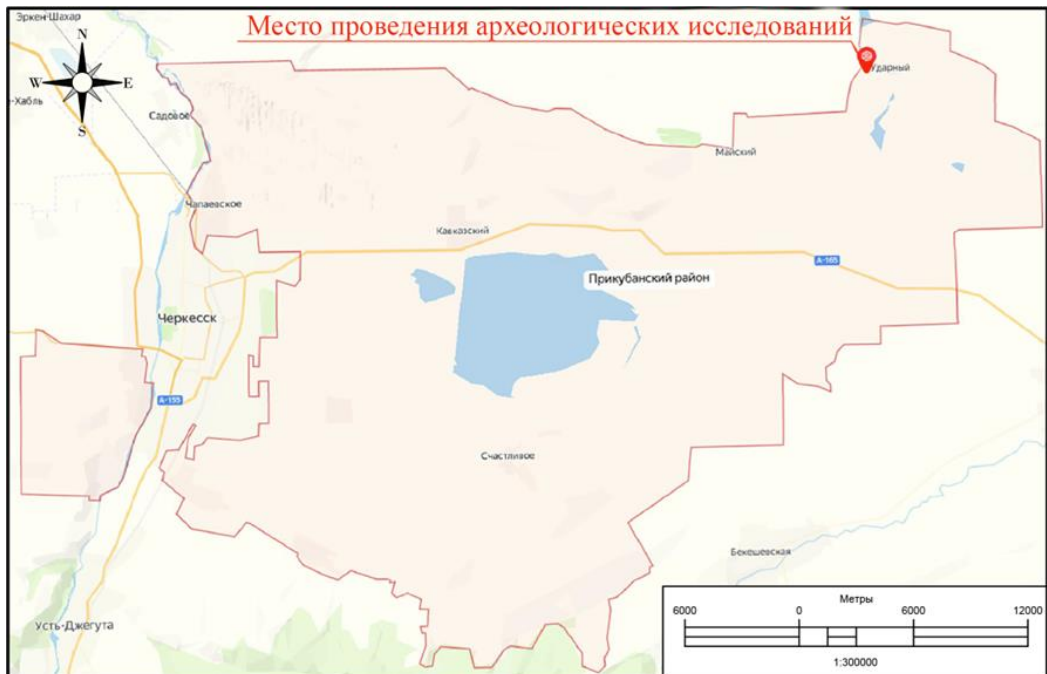 Эркен-Шахар
Место проведения археологических исследований
N
W E
S
-Хабль
Ударный
Садовое
Майский
Чапаевское
Кавказский
А-165
Прикубанский район
Черкесск
А-155
Счастливое
Бекешевская
Усть-Джегута
Метры
6000 0 6000 12000
1:300000